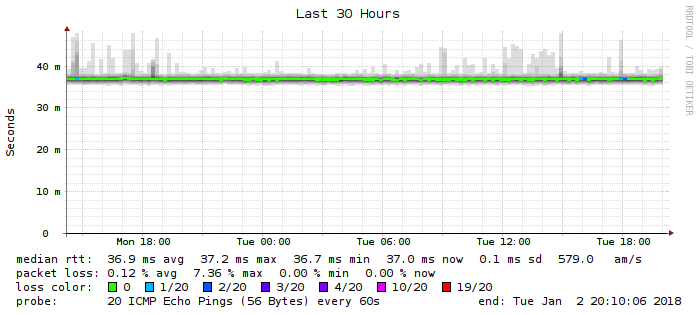 Last 30 Hours
RRDTOOL / TOBI OETIKER
Seconds
40 m
30 m
20 m
10 m
0
Mon 18:00 Tue 00:00 Tue 06:00 Tue 12:00 Tue 18:00
median rtt: 36.9 ms avg 37.2 ms max 36.7 ms min 37.0 ms now 0.1 ms sd 579.0 am/s
packet loss: 0.12 % avg 7.36 % max 0.00 % min 0.00 % now
loss color: 0 1/20 2/20 3/20 4/20 10/20 19/20
probe: 20 ICMP Echo Pings (56 Bytes) every 60s end: Tue Jan 2 20:10:06 2018